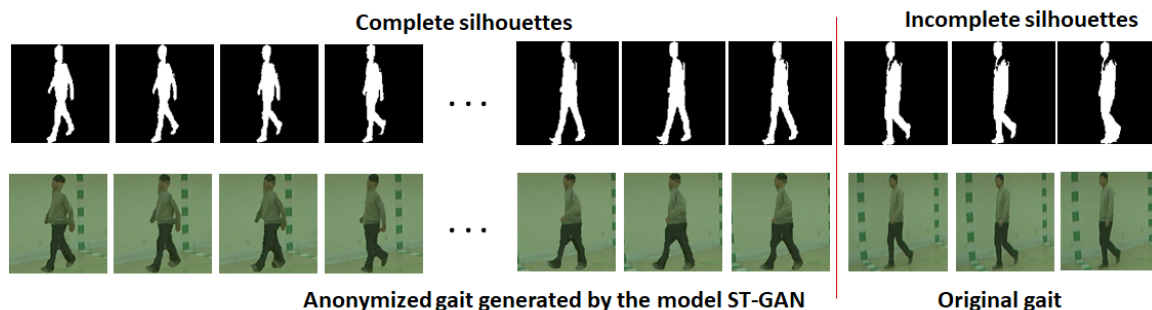 Complete silhouettes
Incomplete silhouettes
. . .
. . .
Anonymized gait generated by the model ST-GAN
Original gait